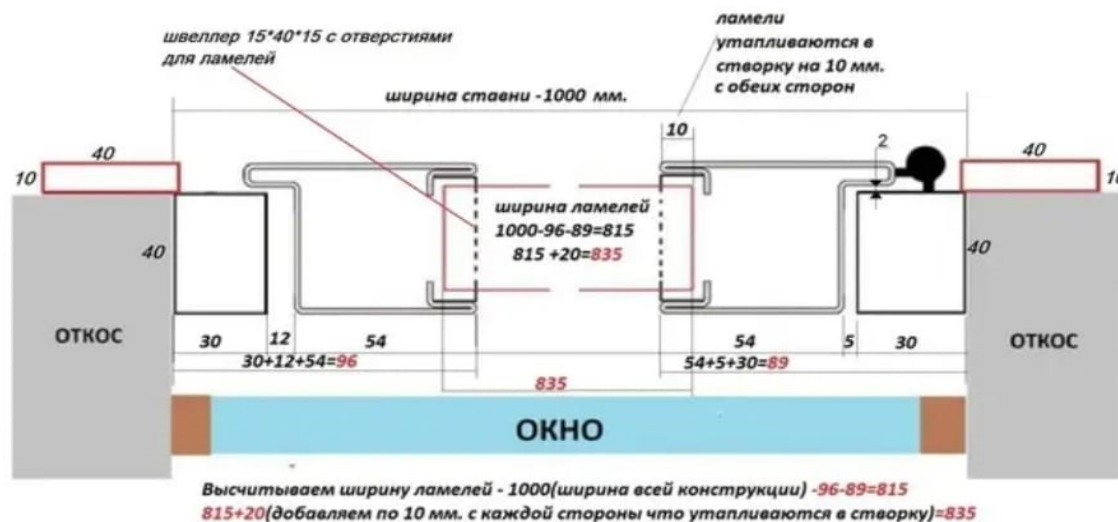 швеллер 15*40*15 с отверстиями
для ламелей
ламели
утапливаются в
створку на 10 мм.
с обеих сторон
ширина ставни -1000 мм.
10
2
40
40
10
10
ширина ламелей
1000-96-89=815
815 +20=835
40
40
ОТКОС
ОТКОС
30
12
54
54
5
30
30+12+54=96
54+5+30=89
835
ОКНО
Высчитываем ширину ламелей - 1000(ширина всей конструкции) -96-89=815
815+20(добавляем по 10 мм. с каждой стороны что утапливаются в створку)=835